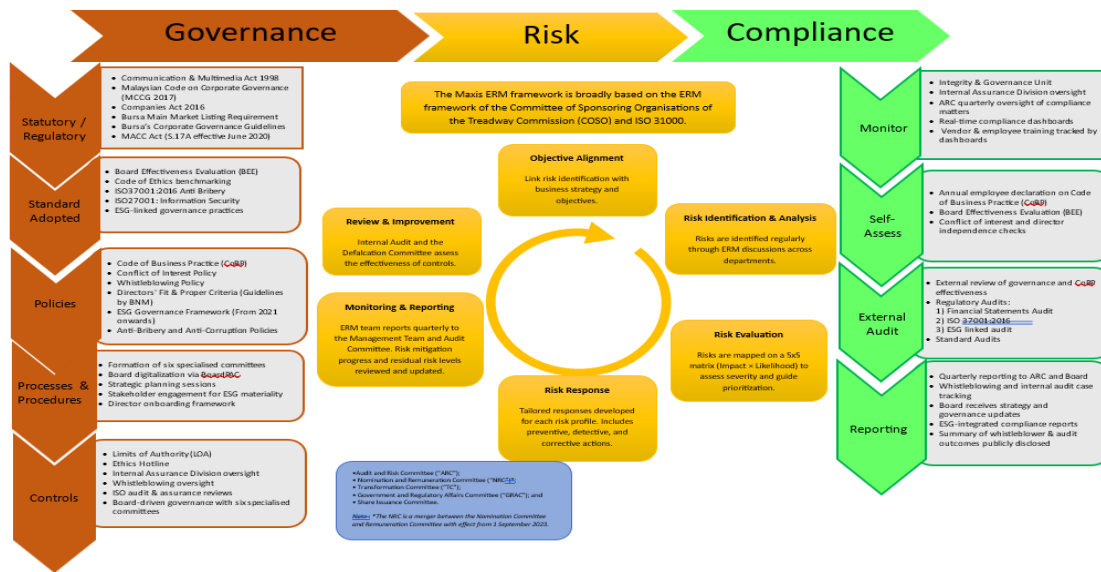 Governance
Risk
Compliance
Statutory /
Regulatory
• Communication & Multimedia Act 1998
• Malaysian Code on Corporate Governance
(MCCG 2017)
• Companies Act 2016
• Bursa Main Market Listing Requirement
• Bursa's Corporate Governance Guidelines
• MACC Act (S.17A effective June 2020)
Standard
Adopted
• Board Effectiveness Evaluation (BEE)
• Code of Ethics benchmarking
• ISO37001:2016 Anti Bribery
• ISO27001: Information Security
• ESG-linked governance practices
Policies
• Code of Business Practice (CoBP)
• Conflict of Interest Policy
• Whistleblowing Policy
• Directors' Fit & Proper Criteria (Guidelines
by BNM)
• ESG Governance Framework (From 2021
onwards)
• Anti-Bribery and Anti-Corruption Policies
Processes &
Procedures
• Formation of six specialised committees
• Board digitalization via BoardPAC
• Strategic planning sessions
• Stakeholder engagement for ESG materiality
• Director onboarding framework
Controls
• Limits of Authority (LOA)
• Ethics Hotline
• Internal Assurance Division oversight
• Whistleblowing oversight
• ISO audit & assurance reviews
• Board-driven governance with six specialised
committees
The Maxis ERM framework is broadly based on the ERM
framework of the Committee of Sponsoring Organisations of
the Treadway Commission (COSO) and ISO 31000.
Objective Alignment
Link risk identification with
business strategy and
objectives.
Risk Identification & Analysis
Risks are identified regularly
through ERM discussions across
departments.
Risk Evaluation
Risks are mapped on a 5x5
matrix (Impact × Likelihood) to
assess severity and guide
prioritization.
Risk Response
Tailored responses developed
for each risk profile. Includes
preventive, detective, and
corrective actions.
Monitoring & Reporting
ERM team reports quarterly to
the Management Team and Audit
Committee. Risk mitigation
progress and residual risk levels
reviewed and updated.
Review & Improvement
Internal Audit and the
Defalcation Committee assess
the effectiveness of controls.
•Audit and Risk Committee ("ARC");
• Nomination and Remuneration Committee
• Transformation Committee ("TC");
• Government and Regulatory Affairs Committee ("GRAC"); and
• Share Issuance Committee.
Note: *The NRC is a merger between the Nomination Committee
and Remuneration Committee with effect from 1 September 2023.
Monitor
• Integrity & Governance Unit
• Internal Assurance Division oversight
• ARC quarterly oversight of compliance
matters
• Real-time compliance dashboards
• Vendor & employee training tracked by
dashboards
Self-
Assess
• Annual employee declaration on Code
of Business Practice (CoBP)
• Board Effectiveness Evaluation (BEE)
• Conflict of interest and director
independence checks
External
Audit
• External review of governance and CoBP
effectiveness
• Regulatory Audits:
1) Financial Statements Audit
2) ISO 37001:2016
3) ESG linked audit
• Standard Audits
Reporting
• Quarterly reporting to ARC and Board
• Whistleblowing and internal audit case
tracking
• Board receives strategy and
governance updates
• ESG-integrated compliance reports
• Summary of whistleblower & audit
outcomes publicly disclosed